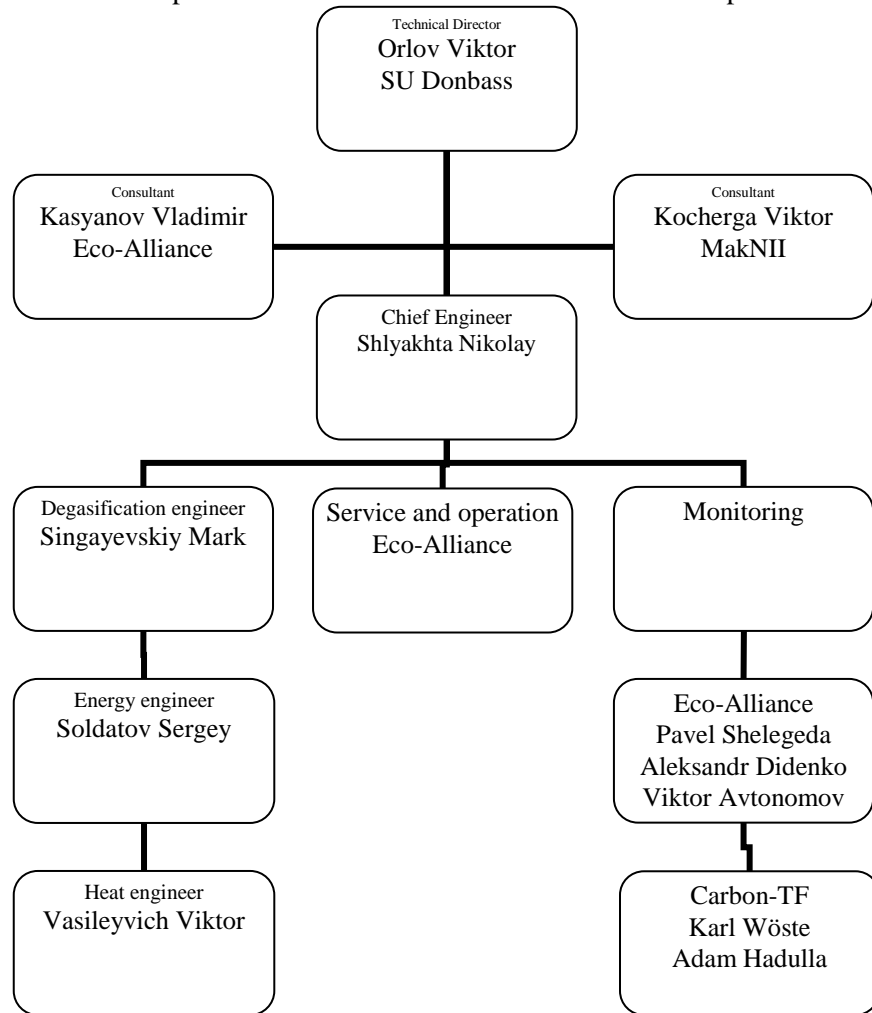 Technical Director
Orlov Viktor
SU Donbass
Consultant
Kasyanov Vladimir
Eco-Alliance
Consultant
Kocherga Viktor
MakNII
Chief Engineer
Shlyakhta Nikolay
Degasification engineer
Singayevskiy Mark
Service and operation
Eco-Alliance
Monitoring
Energy engineer
Soldatov Sergey
Eco-Alliance
Pavel Shelegeda
Aleksandr Didenko
Viktor Avtonomov
Heat engineer
Vasileyvich Viktor
Carbon-TF
Karl Wöste
Adam Hadulla